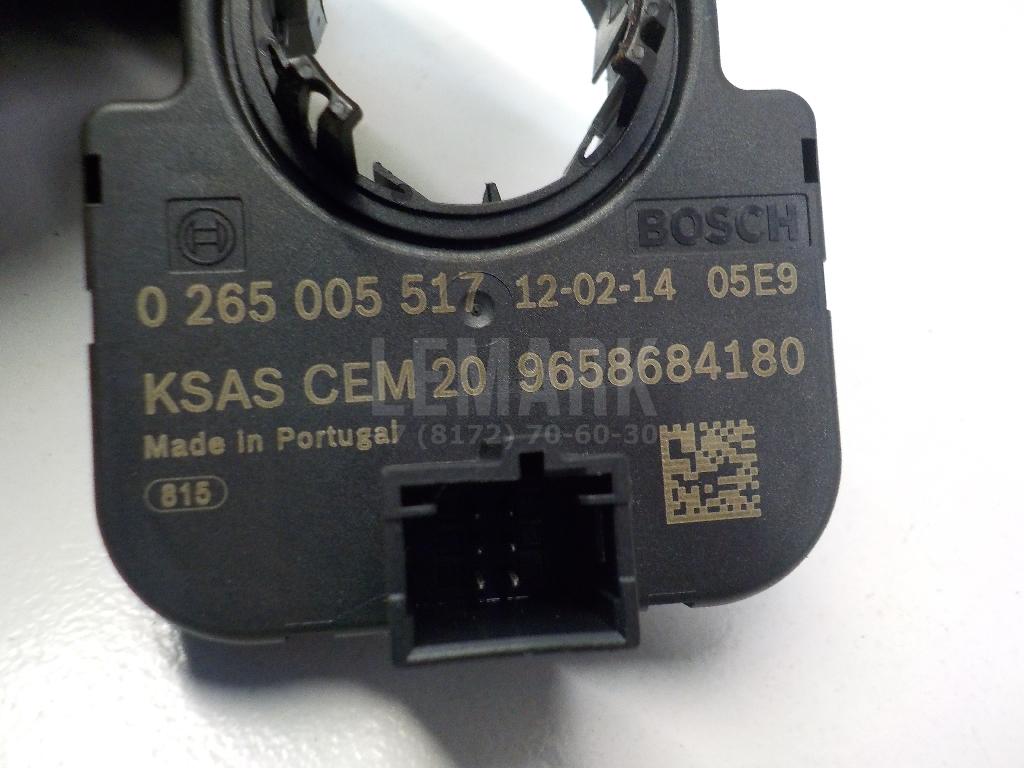 BOSCH
0 265 005 517 12-02-14 05E9
KSAS CEM 20 9658684180
LEMARK
Made in Portugal
7 (8172) 70-60-30
815